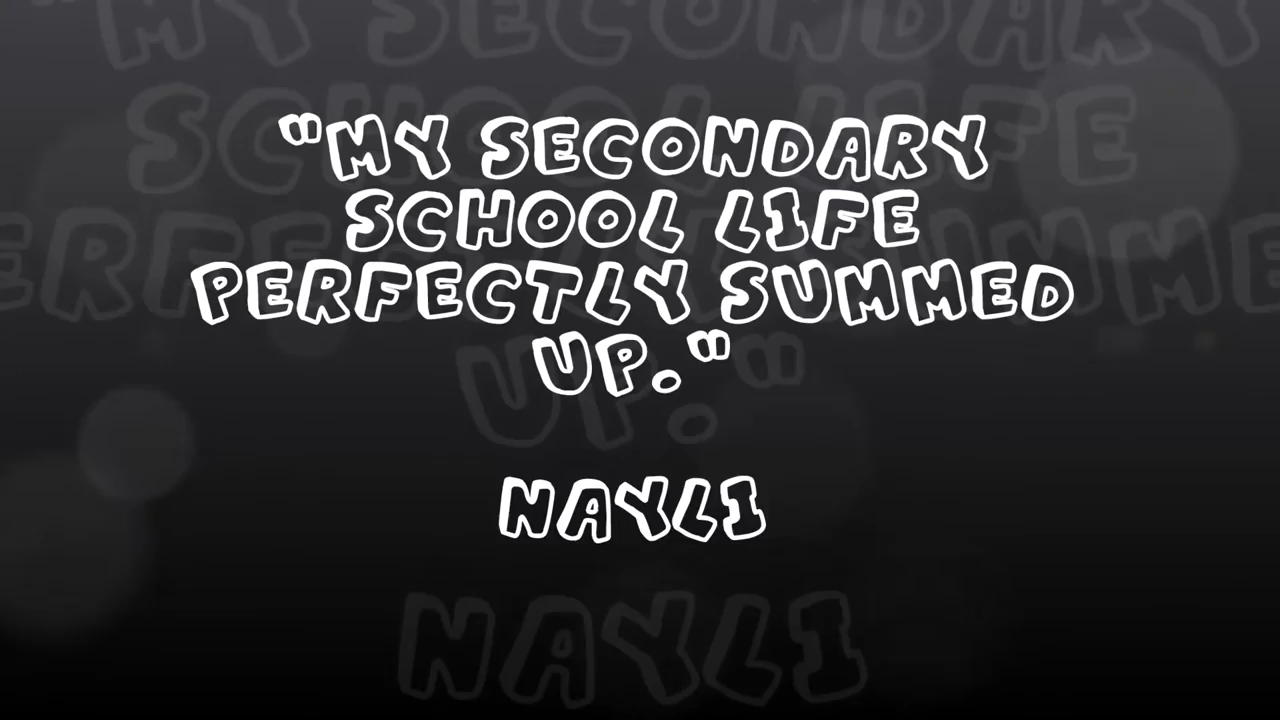 "MY SECONDARY
SCHOOL LIFE
PERFECTLY SUMMED
UP."
NAYLI